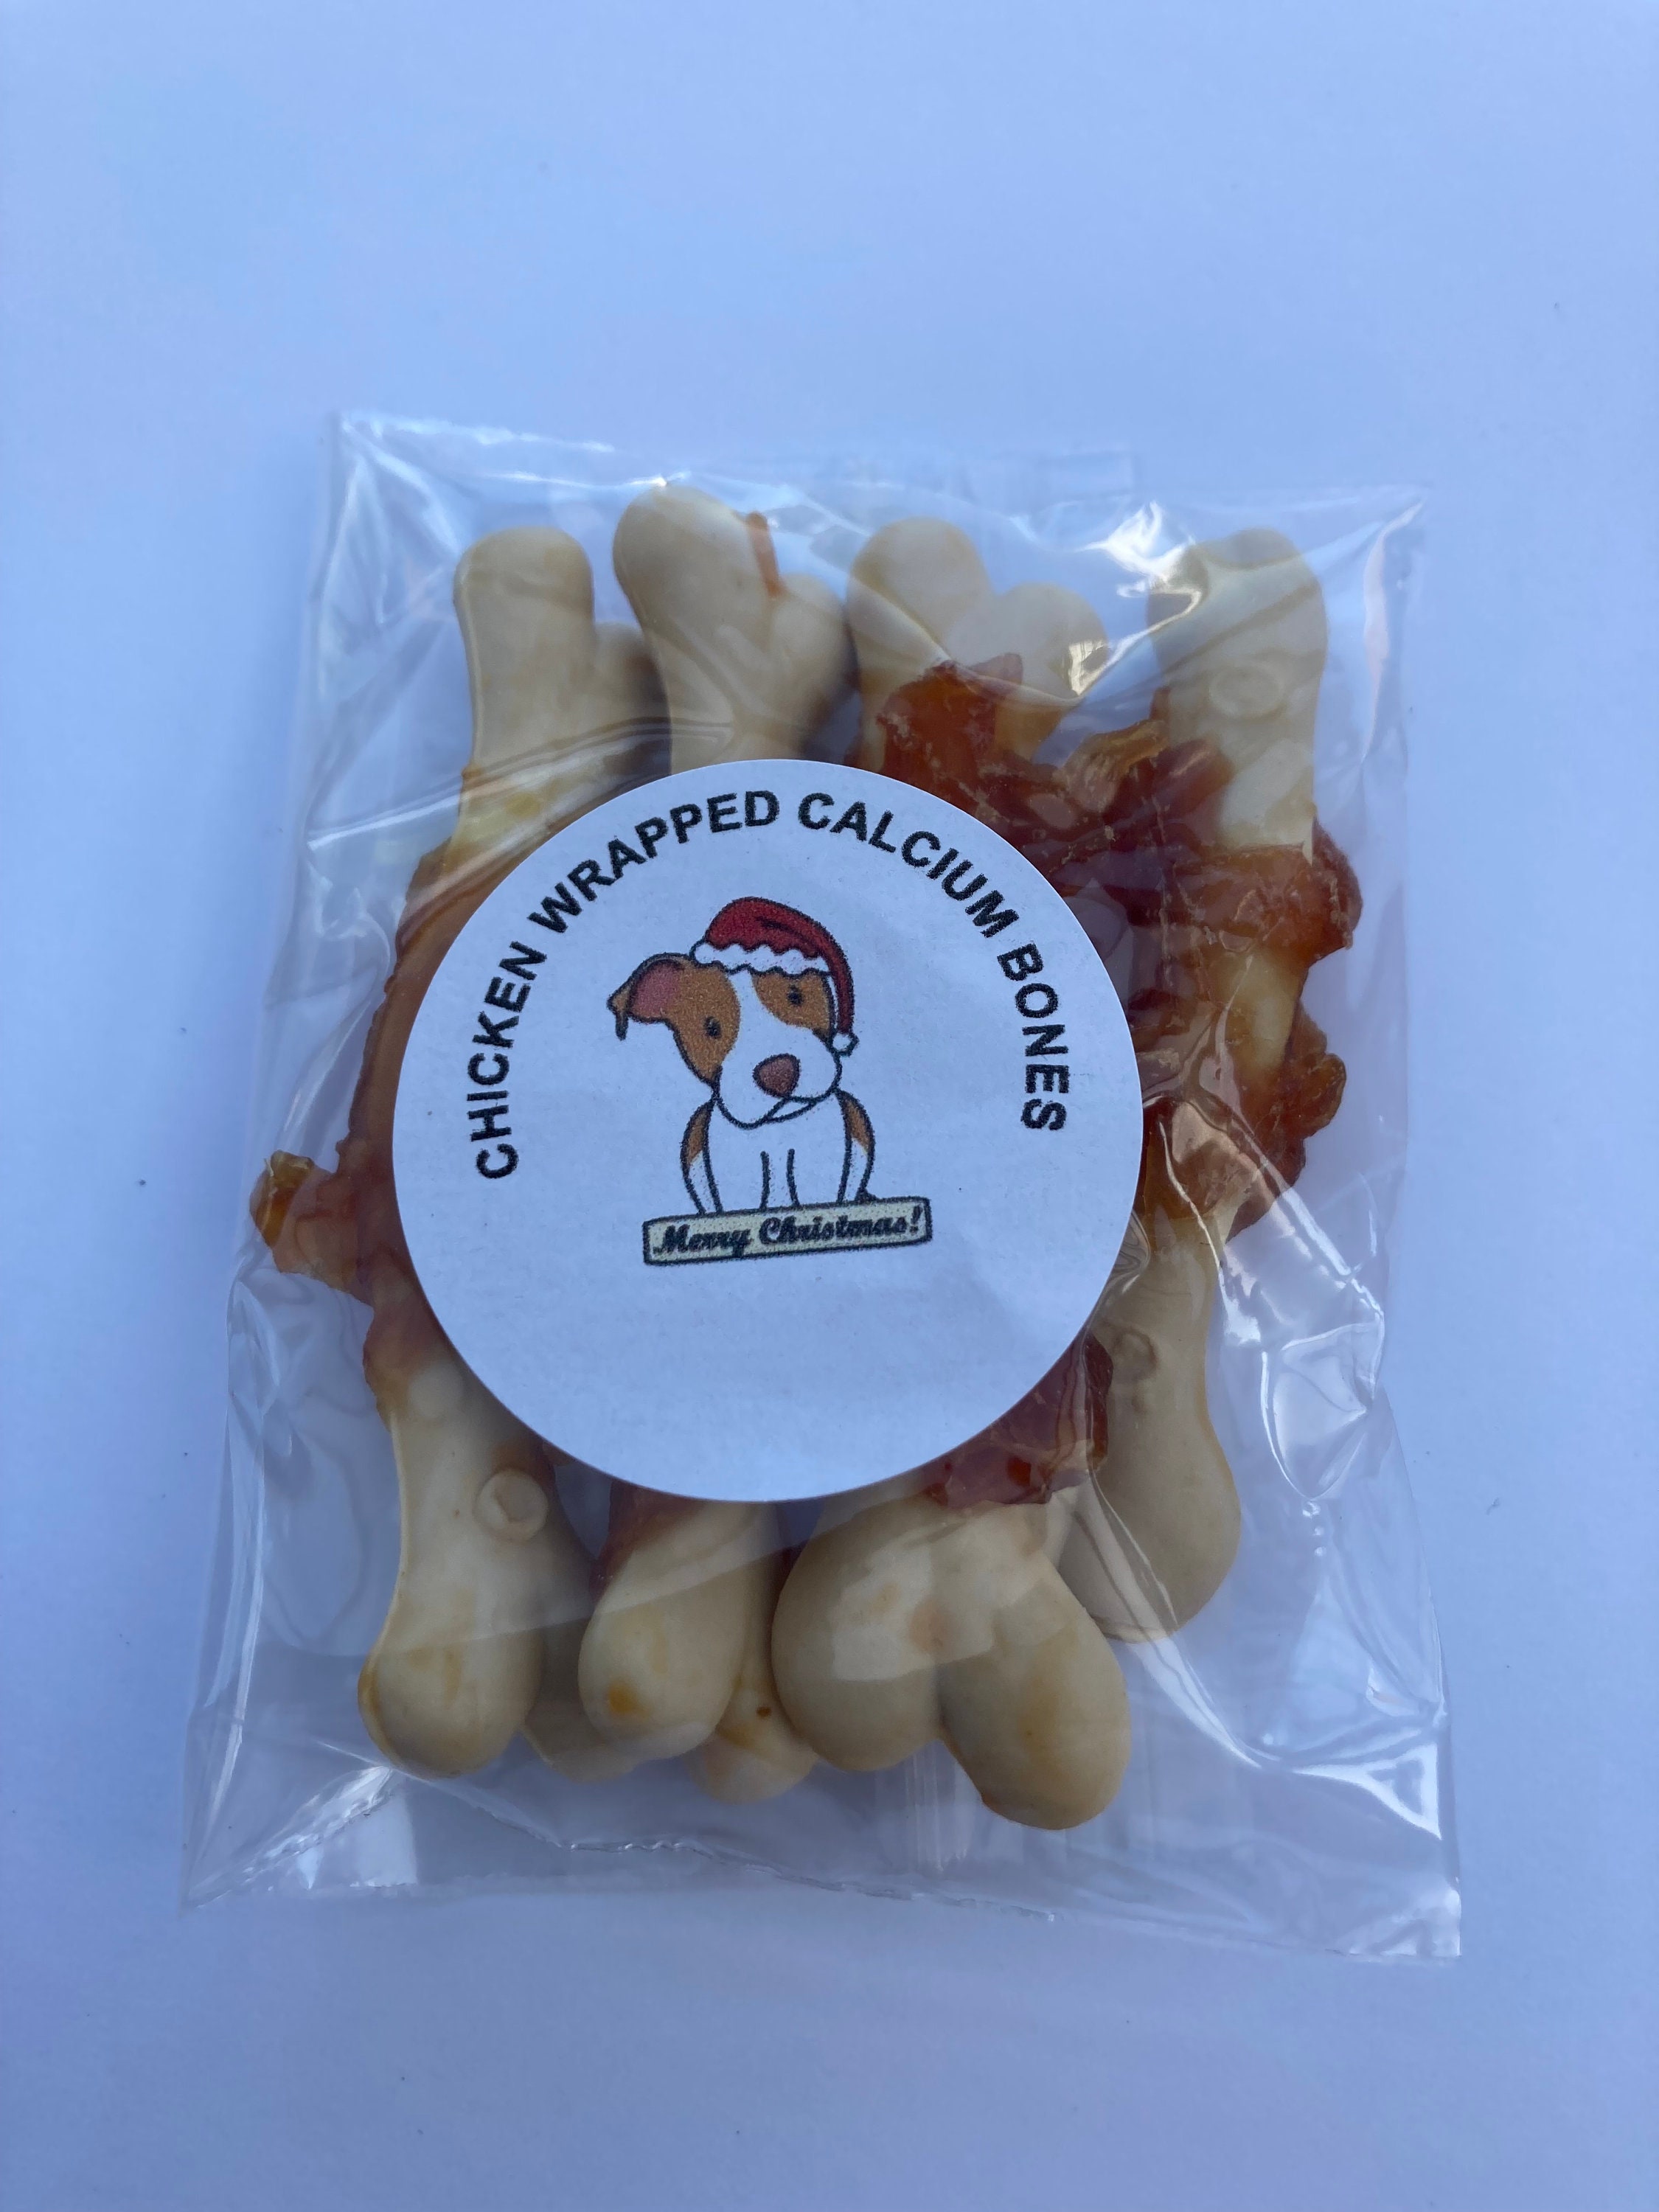 CHICKEN WRAPPED CALCIUM BONES
Merry Christmas!